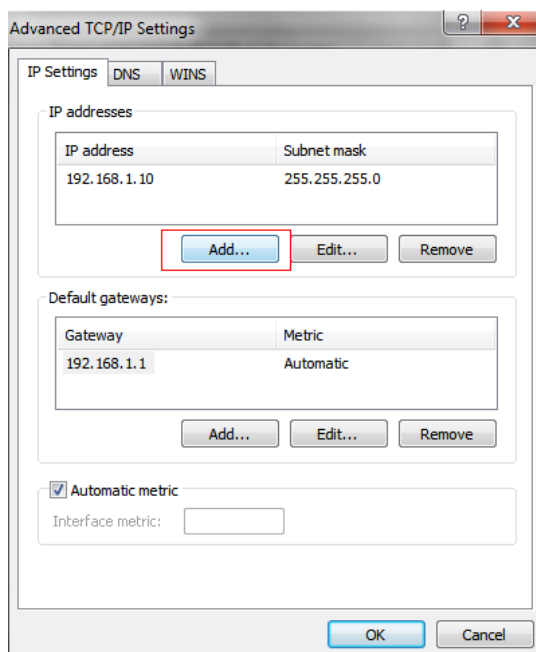 Advanced TCP/IP Settings
?
X
IP Settings DNS WINS
IP addresses
IP address Subnet mask
192.168.1.10 255.255.255.0
Add... Edit... Remove
Default gateways:
Gateway Metric
192.168.1.1 Automatic
Add... Edit... Remove
Automatic metric
Interface metric:
OK Cancel